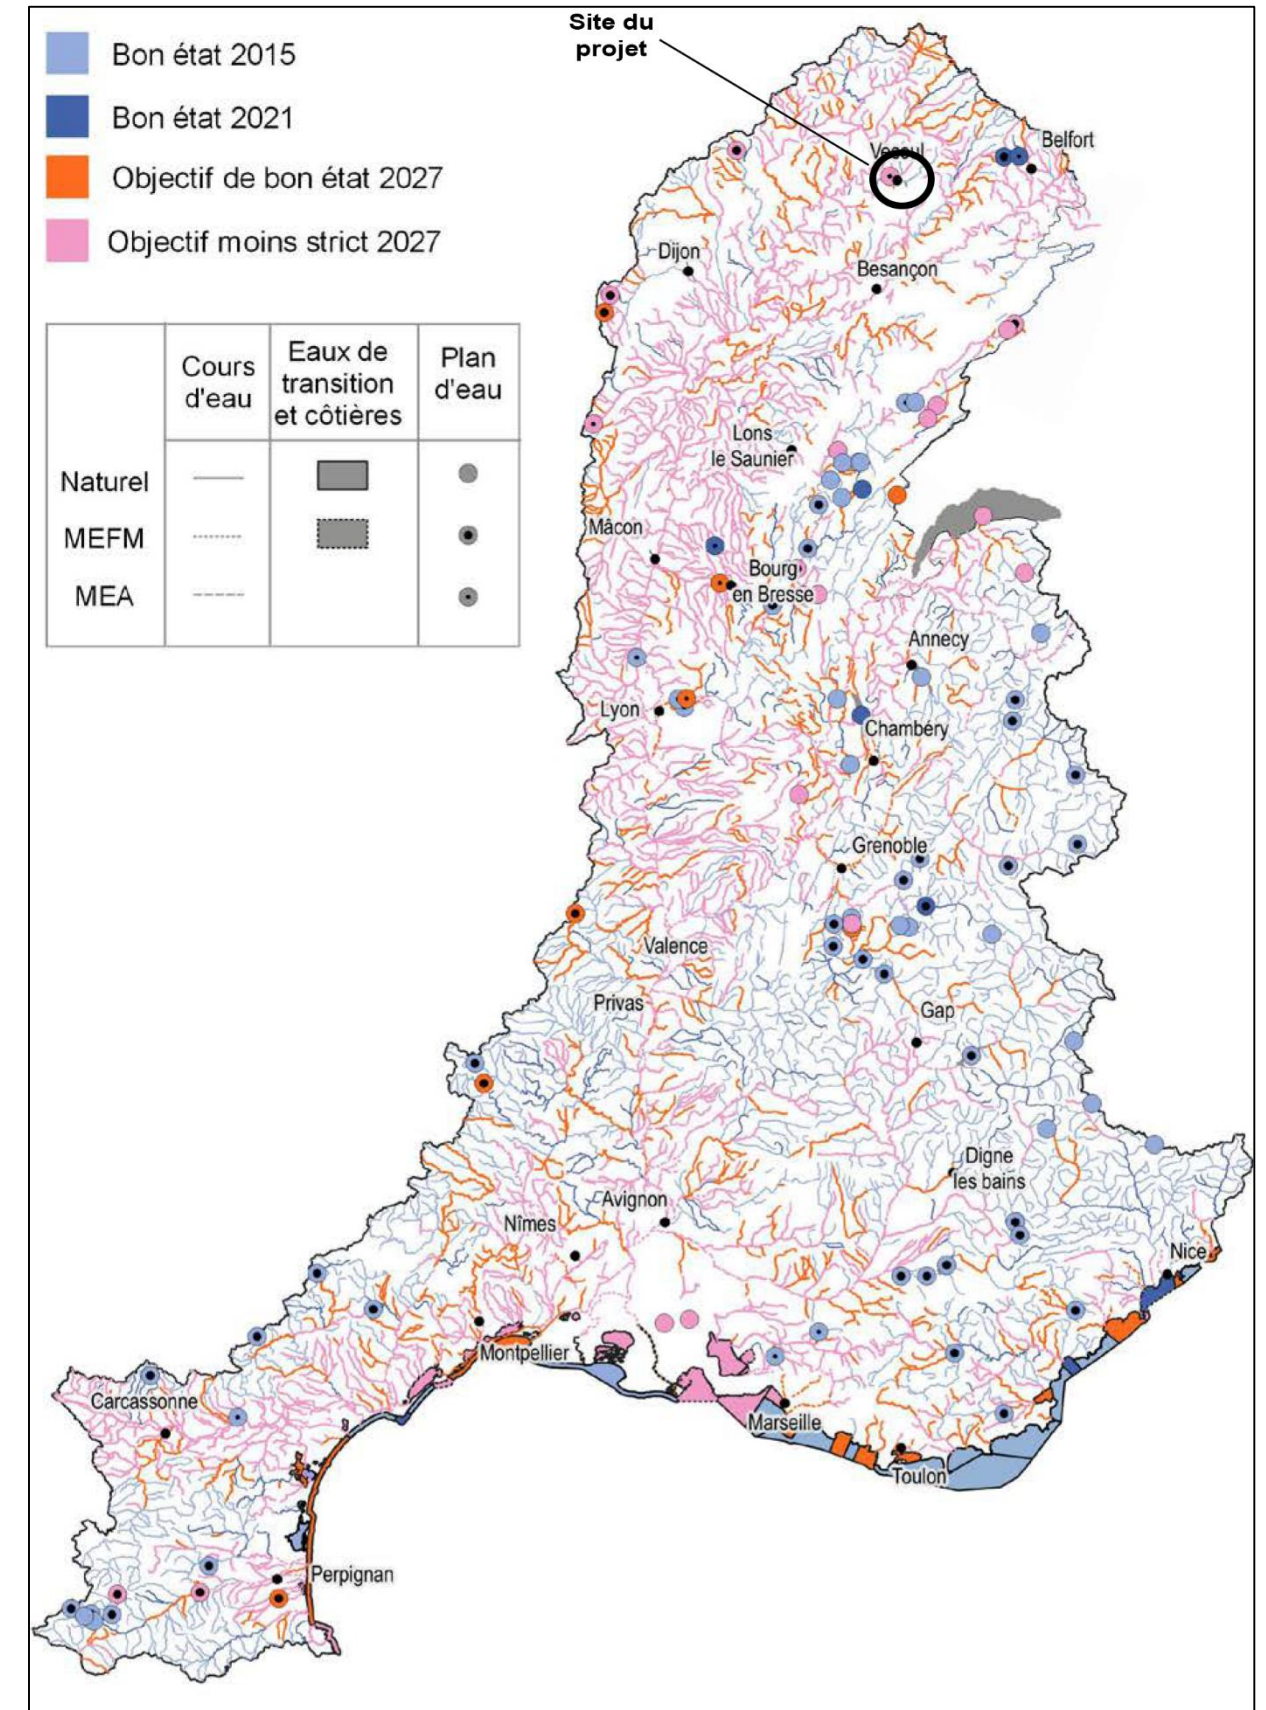 Site du
projet
Bon état 2015
Bon état 2021
Objectif de bon état 2027
Objectif moins strict 2027
Cours
d'eau
Eaux de
transition
et côtières
Plan
d'eau
Naturel
MEFM
MEA
Vesoul
Belfort
Dijon
Besançon
Lons
le Saunier
Mâcon
Bourg
en Bresse
Annecy
Lyon
Chambéry
Grenoble
Valence
Privas
Gap
Digne
les bains
Avignon
Nîmes
Nice
Montpellier
Carcassonne
Marseille
Toulon
Perpignan